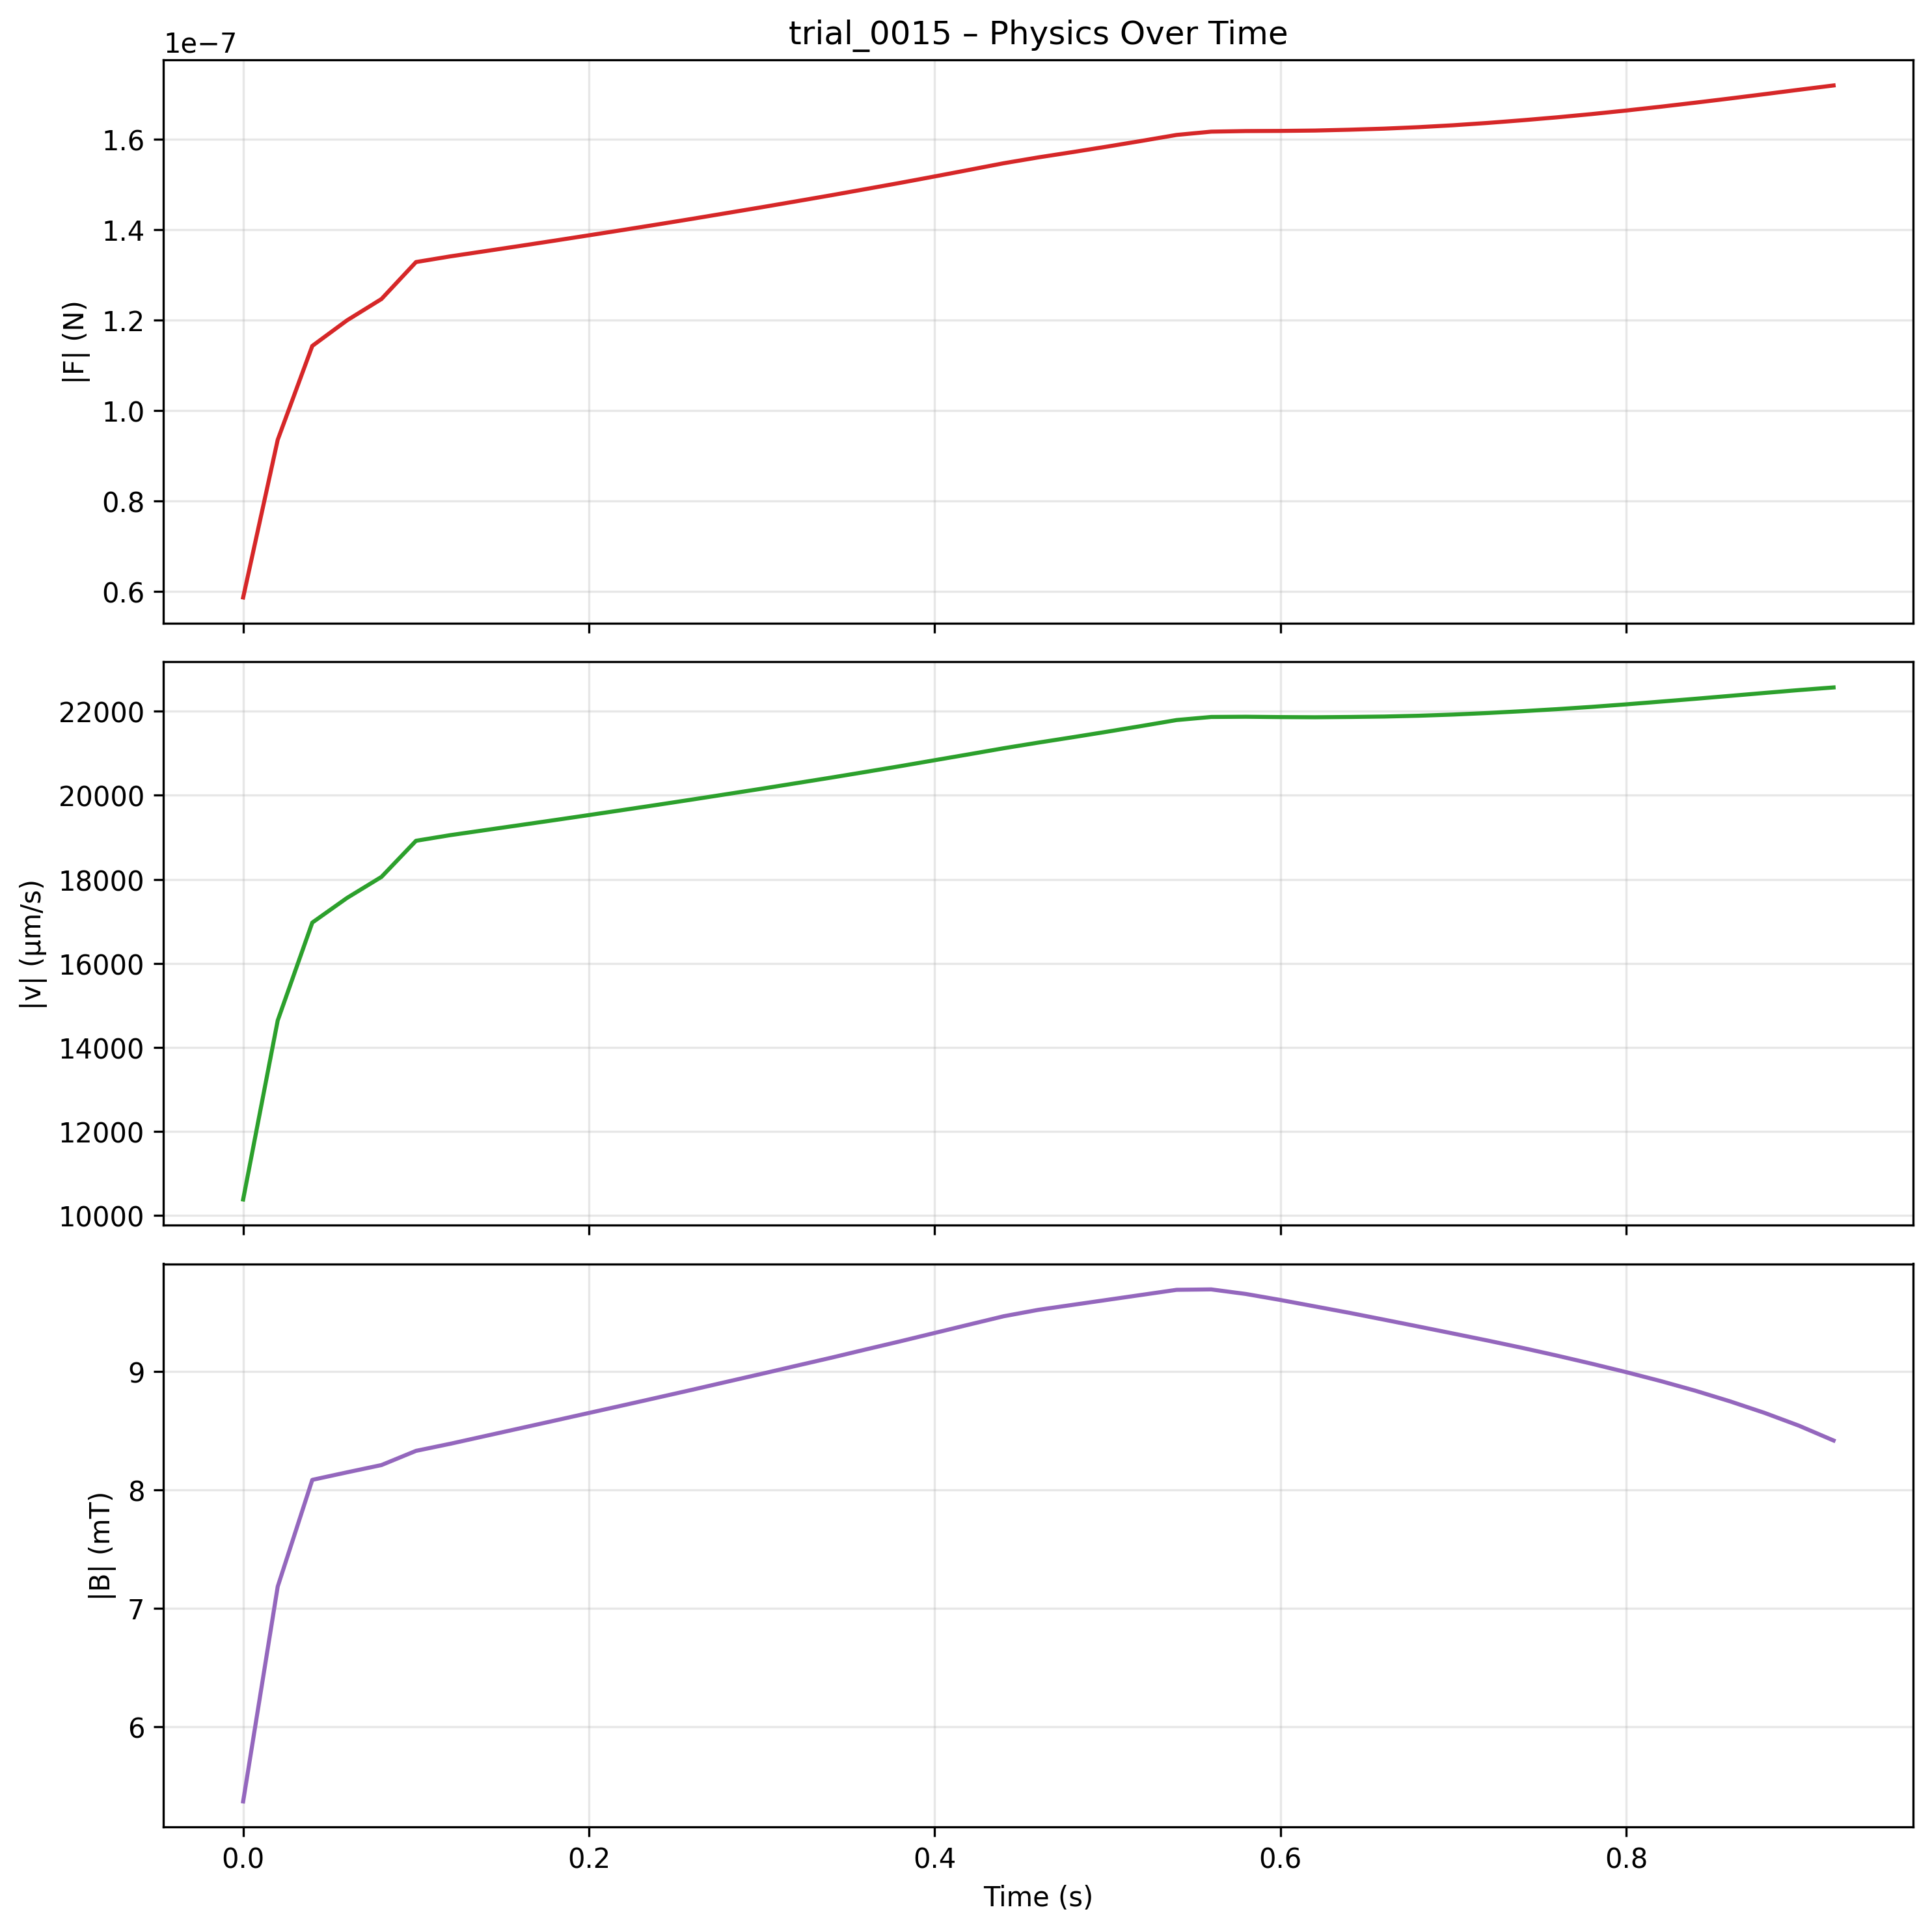 trial_0015 – Physics Over Time
1e−7
1.6
1.4
1.2
1.0
0.8
0.6
|F| (N)
22000
20000
18000
16000
14000
12000
10000
|v| (µm/s)
9
8
7
6
|B| (mT)
0.0 0.2 0.4 0.6 0.8
Time (s)